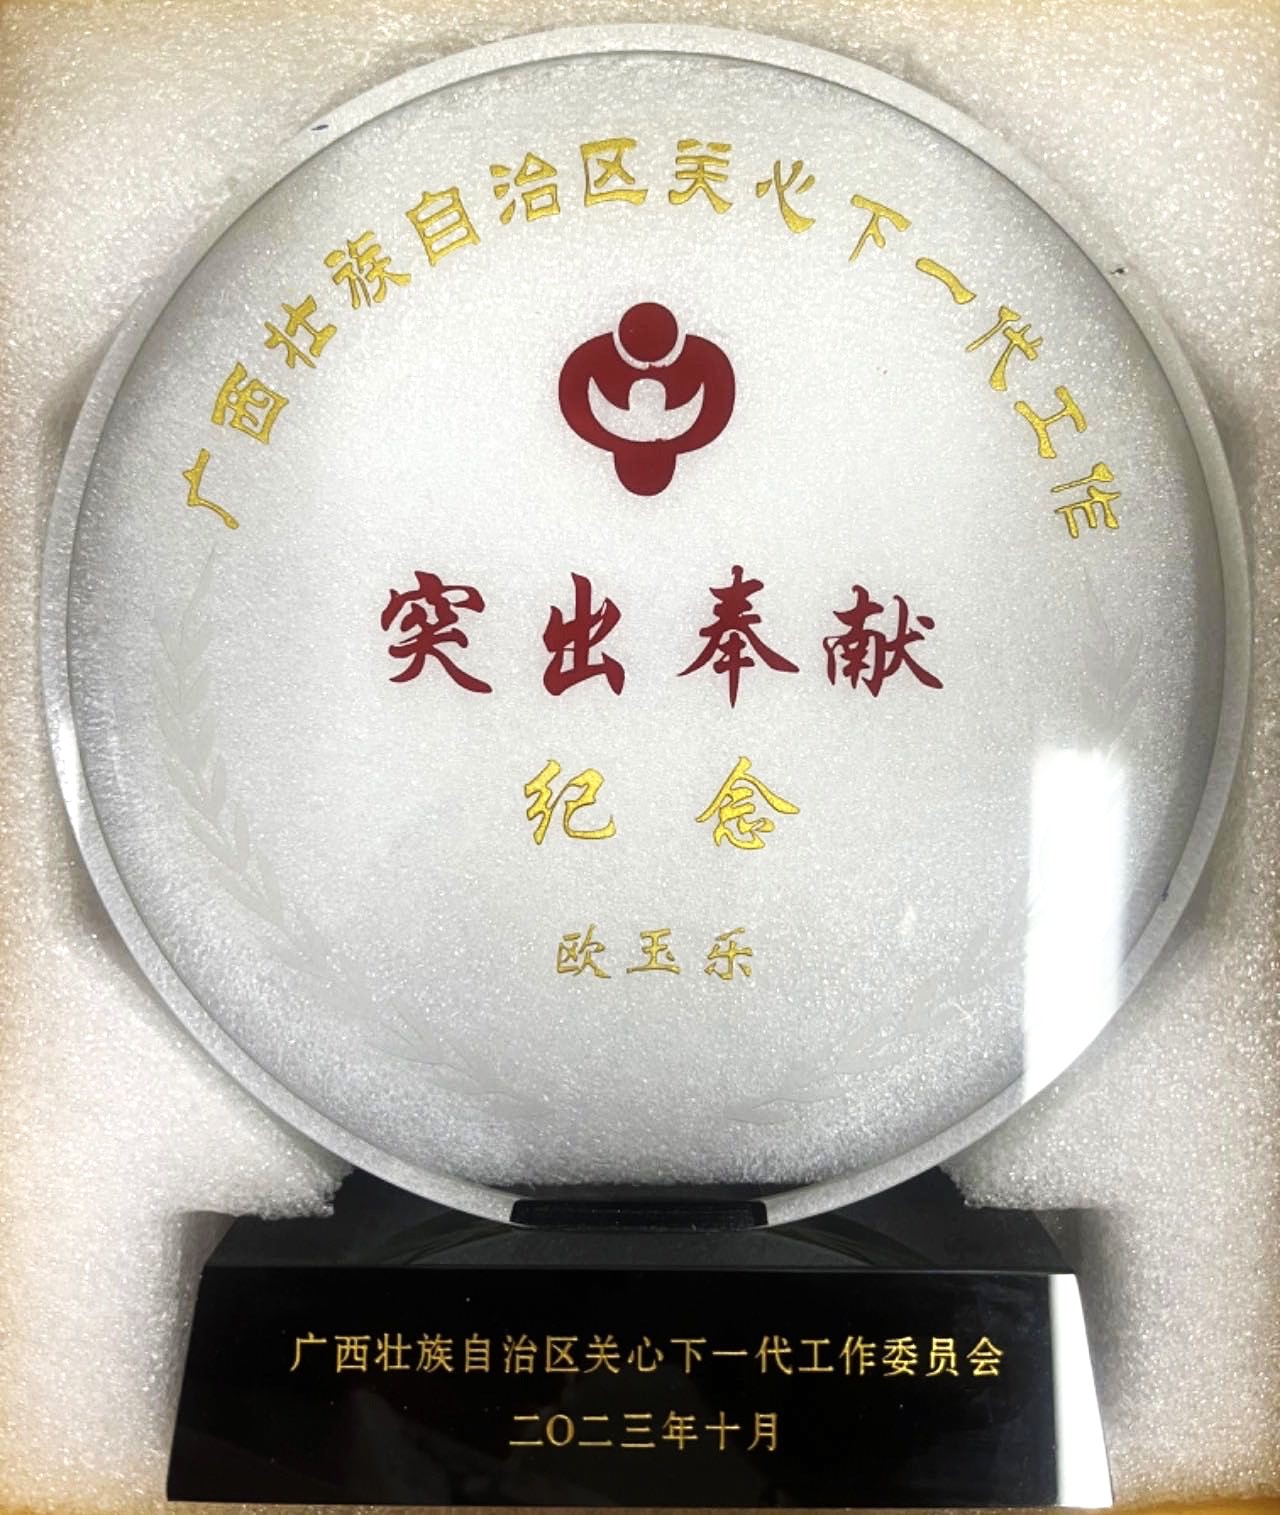 广西壮族自治区关心下一代工作
突出奉献
纪念
欧玉乐
广西壮族自治区关心下一代工作委员会
二〇二三年十月